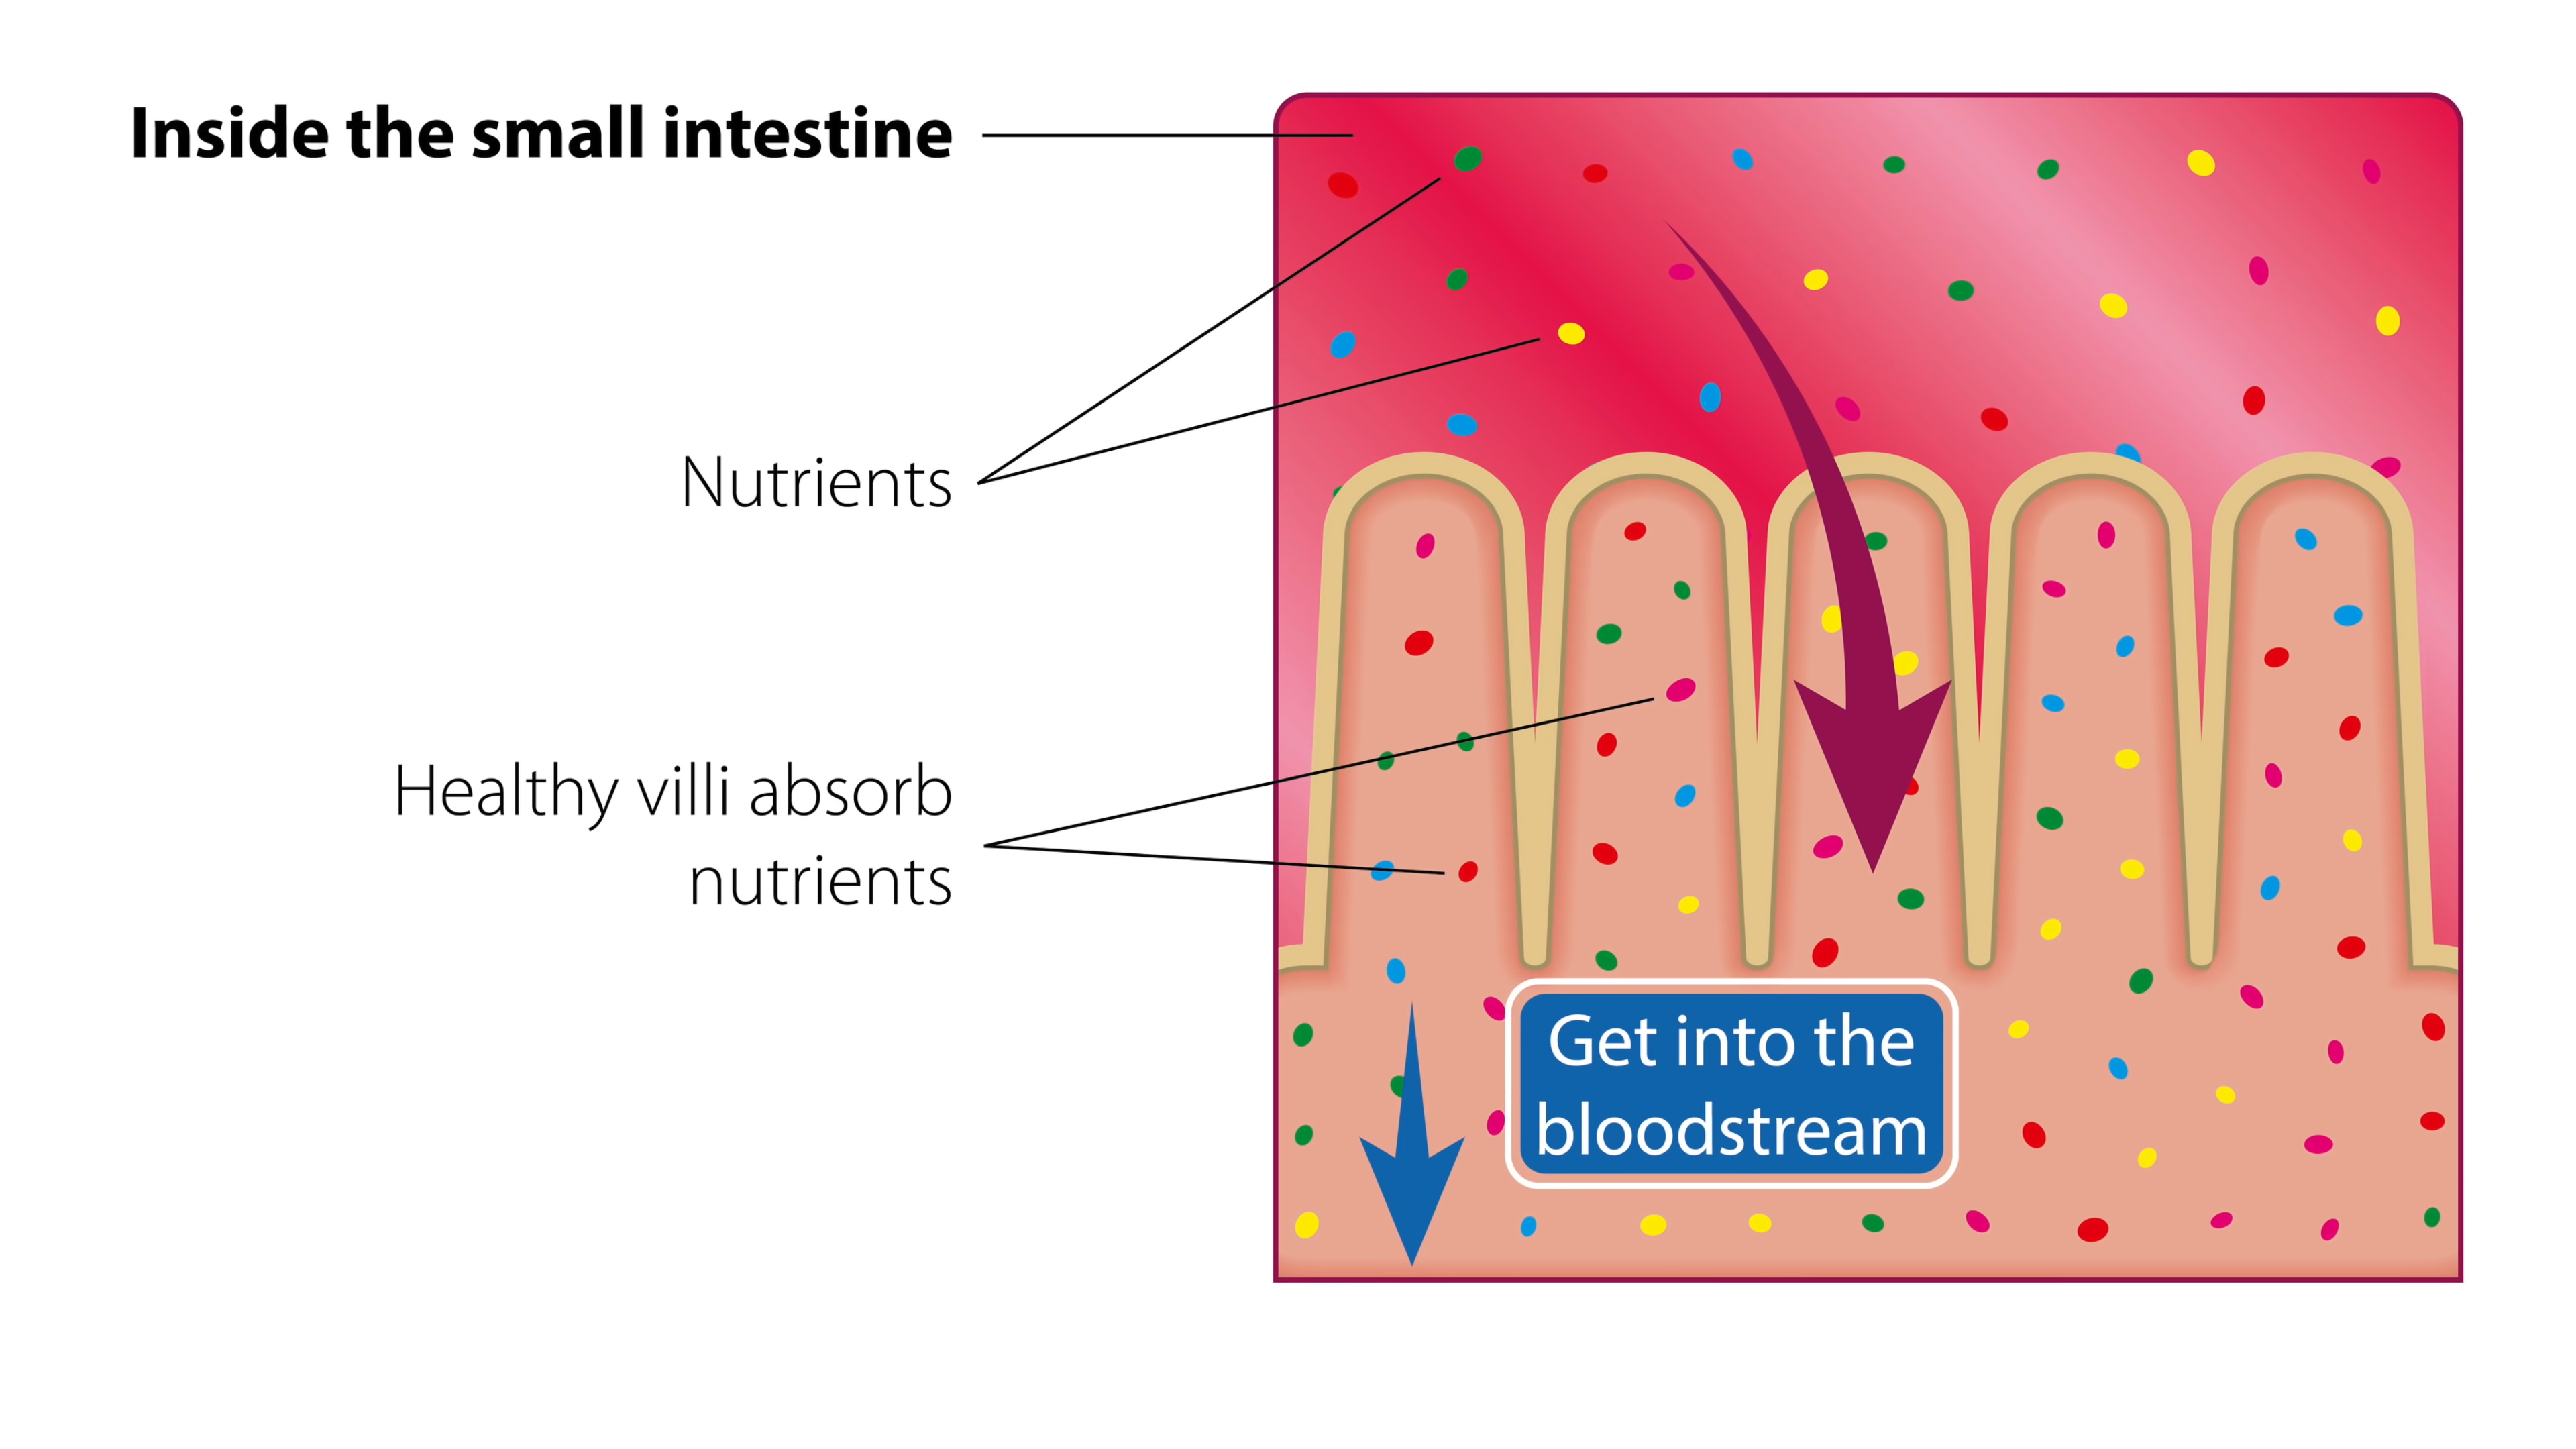 Inside the small intestine
Nutrients
Healthy villi absorb
nutrients
Get into the
bloodstream